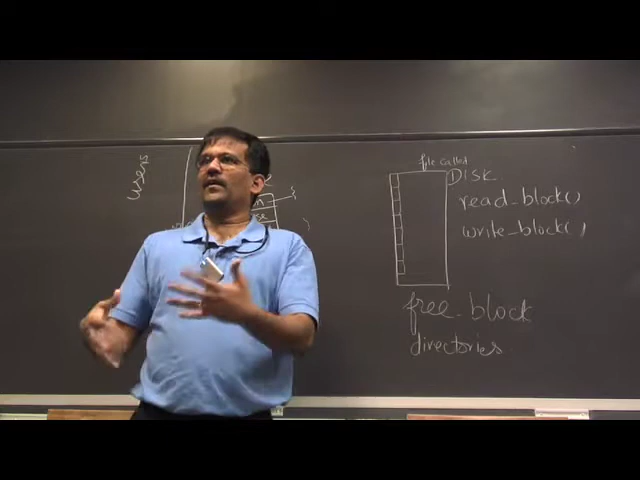 users
file called
DISK
read_block()
write_block()
free_block
directories